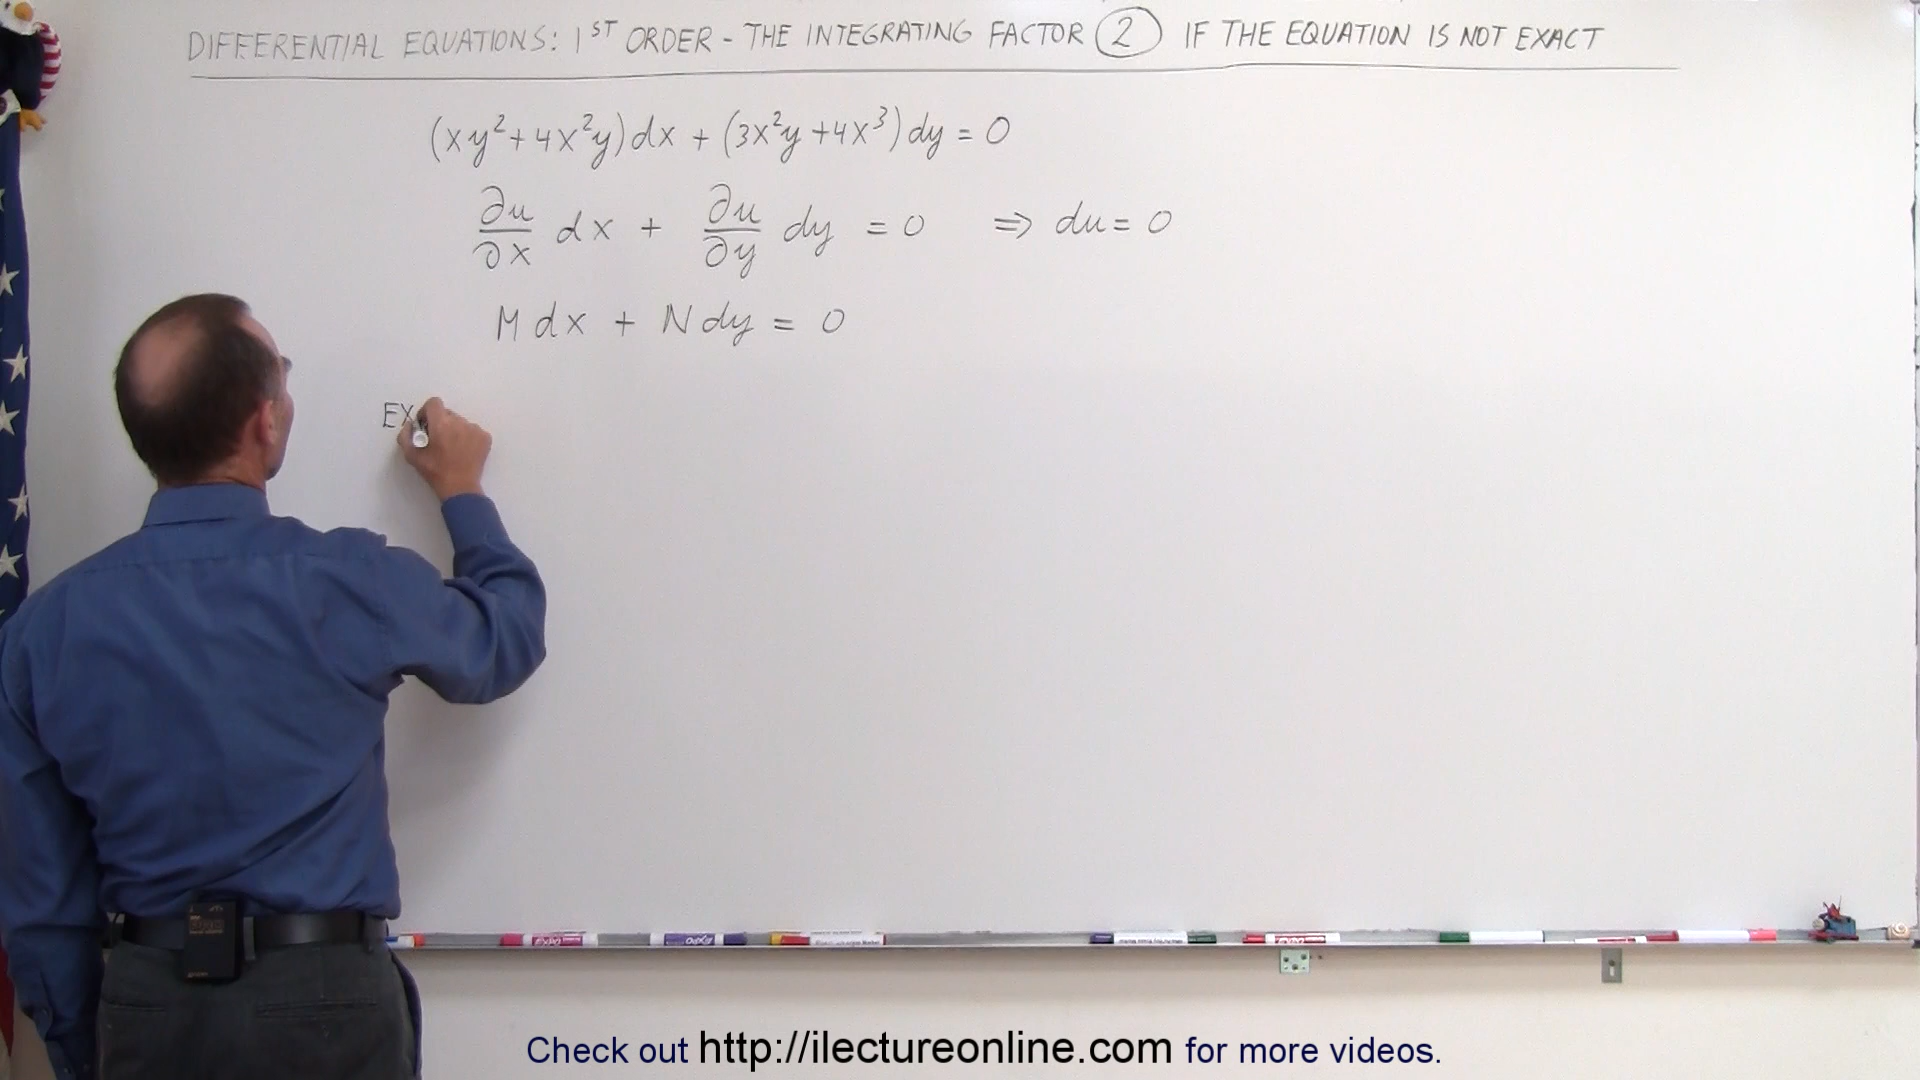 DIFFERENTIAL EQUATIONS: 1ST ORDER - THE INTEGRATING FACTOR ② IF THE EQUATION IS NOT EXACT
(xy²+4x²y)dx + (3x²y+4x³)dy = 0
∂u/∂x dx + ∂u/∂y dy = 0 ⇒ du = 0
M dx + N dy = 0
EX
EXPO
EXPO
Check out http://ilectureonline.com for more videos.